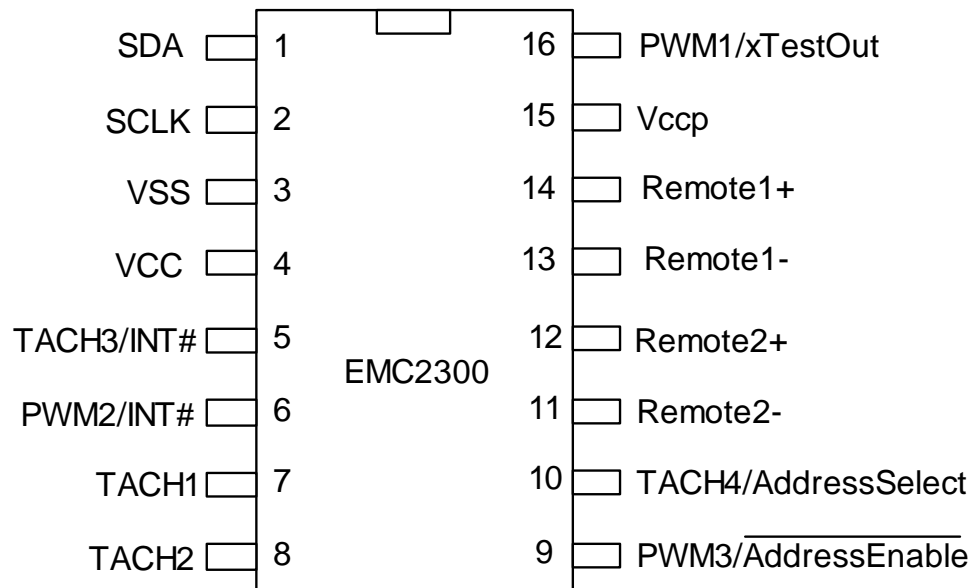 SDA 1 16 PWM1/xTestOut
SCLK 2 15 Vccp
VSS 3 14 Remote1+
VCC 4 13 Remote1-
TACH3/INT# 5 12 Remote2+
EMC2300
PWM2/INT# 6 11 Remote2-
TACH1 7 10 TACH4/AddressSelect
TACH2 8 9 PWM3/AddressEnable